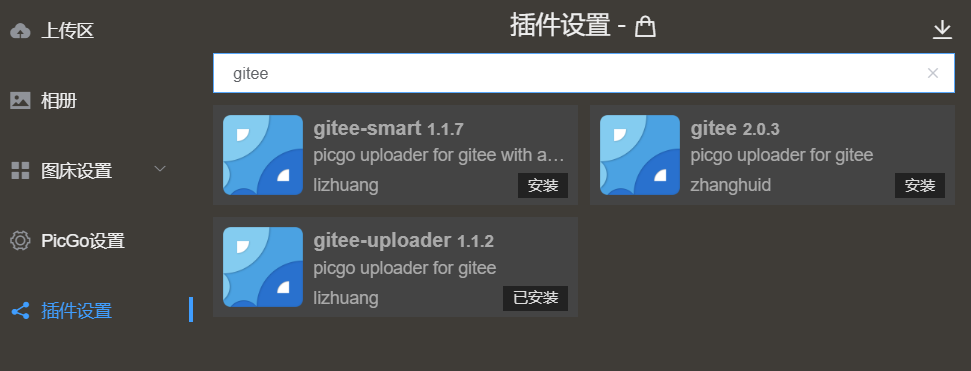 上传区
相册
图床设置
PicGo设置
插件设置
插件设置 -
gitee
gitee-smart 1.1.7
picgo uploader for gitee with a…
lizhuang
安装
gitee 2.0.3
picgo uploader for gitee
zhanghuid
安装
gitee-uploader 1.1.2
picgo uploader for gitee
lizhuang
已安装